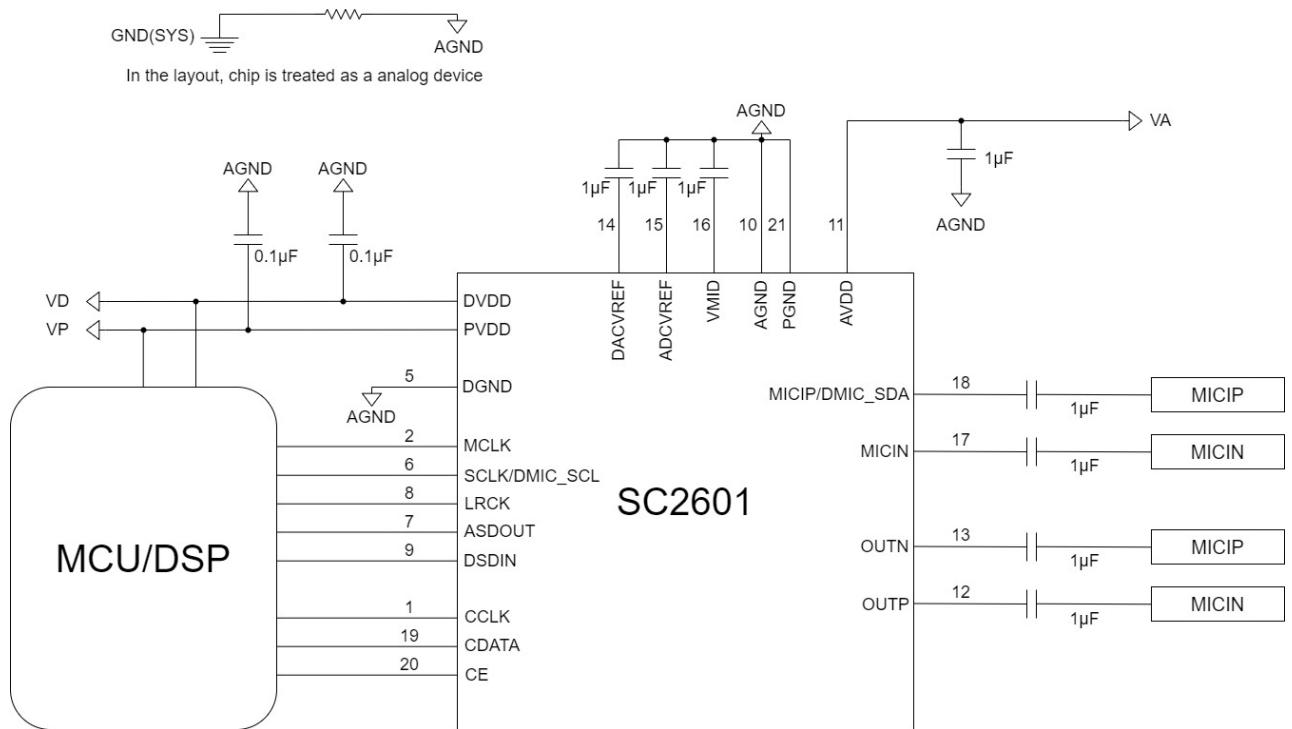 GND(SYS)
AGND
In the layout, chip is treated as a analog device
AGND
VA
1µF
AGND
AGND
AGND
0.1µF
0.1µF
1µF
1µF
1µF
14
15
16
10
21
11
DACVREF
ADCVREF
VMID
AGND
PGND
AVDD
VD
DVDD
VP
PVDD
5
DGND
AGND
2
MCLK
6
SCLK/DMIC_SCL
8
LRCK
7
ASDOUT
9
DSDIN
1
CCLK
19
CDATA
20
CE
MCU/DSP
SC2601
MICIP/DMIC_SDA
18
1µF
MICIP
MICIN
17
1µF
MICIN
OUTN
13
1µF
MICIP
OUTP
12
1µF
MICIN